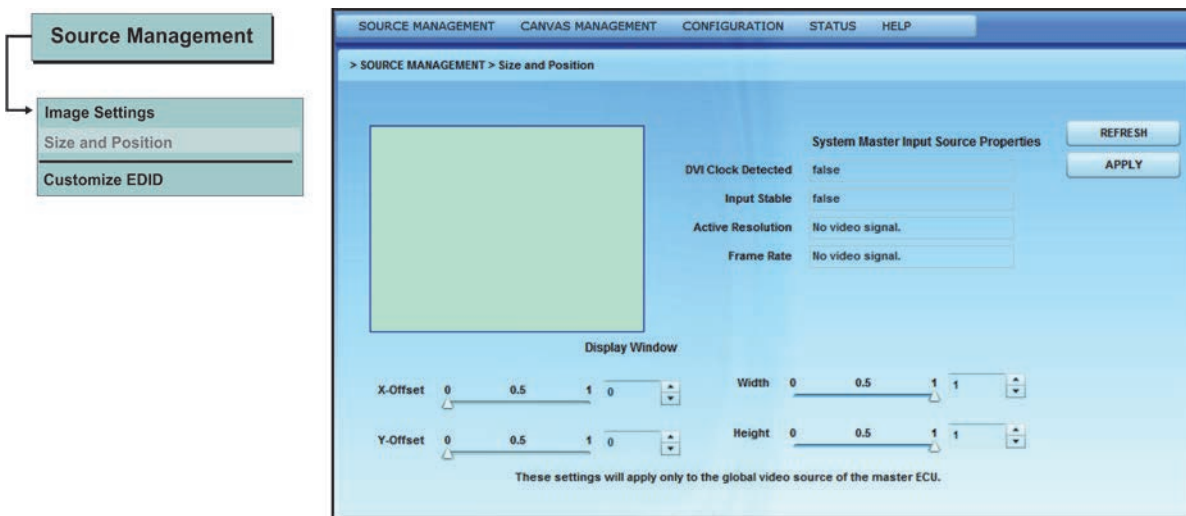 Source Management
Image Settings
Size and Position
Customize EDID
SOURCE MANAGEMENT CANVAS MANAGEMENT CONFIGURATION STATUS HELP
> SOURCE MANAGEMENT > Size and Position
System Master Input Source Properties
REFRESH
APPLY
DVI Clock Detected false
Input Stable false
Active Resolution No video signal.
Frame Rate No video signal.
Display Window
X-Offset 0 0.5 1 0
Width 0 0.5 1 1
Y-Offset 0 0.5 1 0
Height 0 0.5 1 1
These settings will apply only to the global video source of the master ECU.